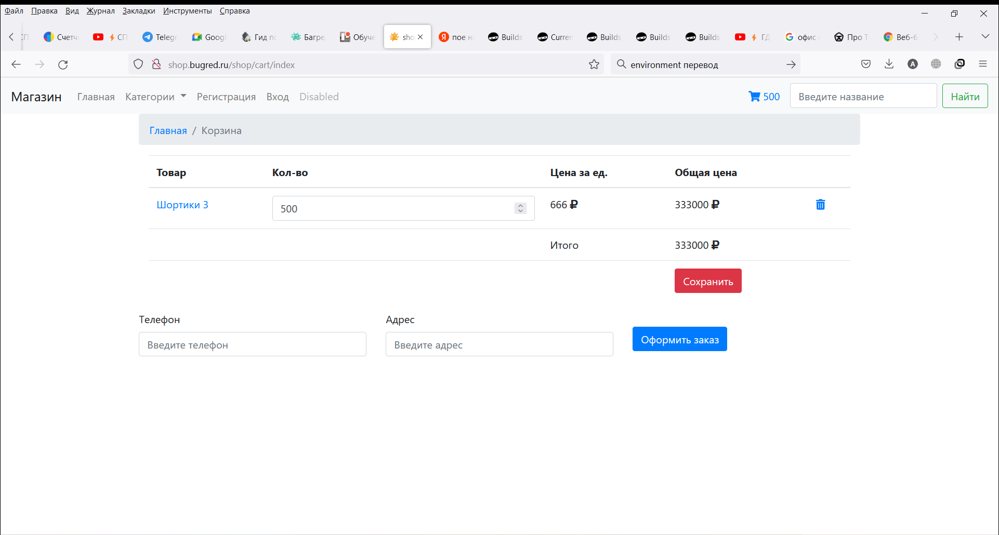 Файл Правка Вид Журнал Закладки Инструменты Справка
Счетч СП Telegr Googl Гид по Багре Обуче sho пое н Builds Curren Builds Builds Builds ГД офис Про Т Веб-б
shop.bugred.ru/shop/cart/index environment перевод A
Магазин Главная Категории Регистрация Вход Disabled 500 Введите название Найти
Главная / Корзина
Товар Кол-во Цена за ед. Общая цена
Шортики 3 500 666 ₽ 333000 ₽
Итого 333000 ₽
Сохранить
Телефон Адрес
Введите телефон Введите адрес Оформить заказ